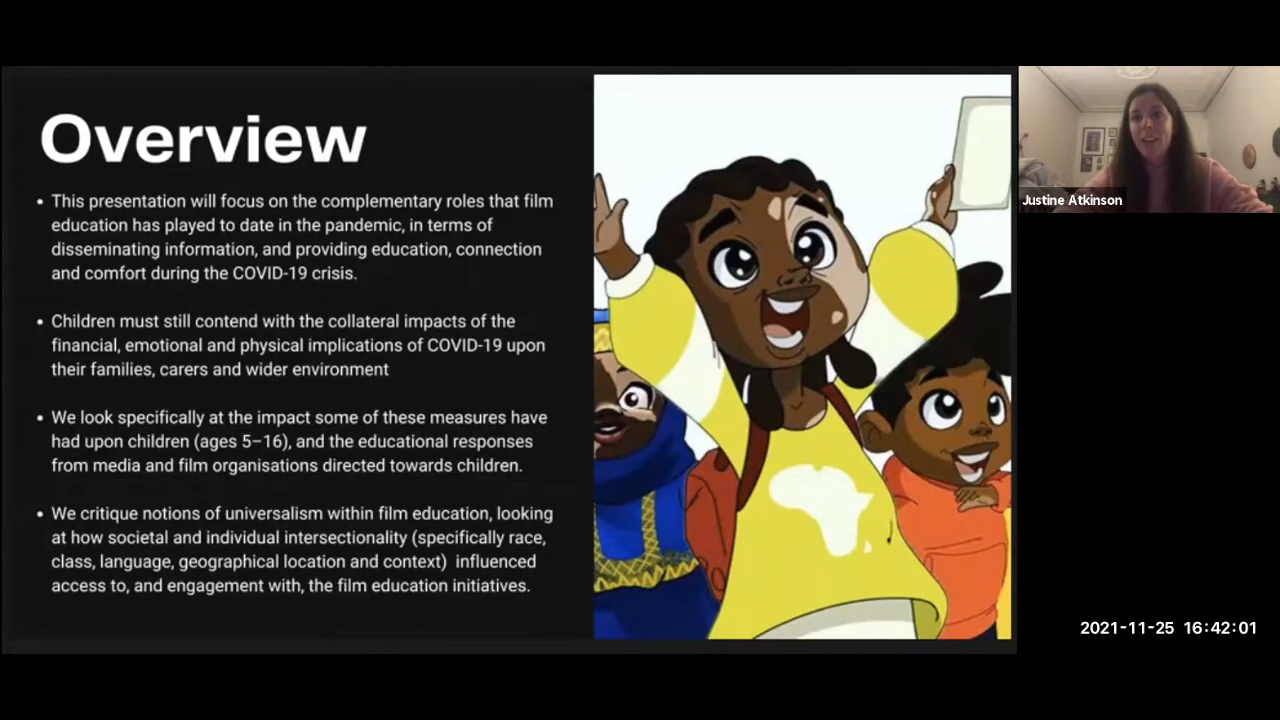 Overview
• This presentation will focus on the complementary roles that film
education has played to date in the pandemic, in terms of
disseminating information, and providing education, connection
and comfort during the COVID-19 crisis.
• Children must still contend with the collateral impacts of the
financial, emotional and physical implications of COVID-19 upon
their families, carers and wider environment
• We look specifically at the impact some of these measures have
had upon children (ages 5–16), and the educational responses
from media and film organisations directed towards children.
• We critique notions of universalism within film education, looking
at how societal and individual intersectionality (specifically race,
class, language, geographical location and context) influenced
access to, and engagement with, the film education initiatives.
Justine Atkinson
2021-11-25 16:42:01